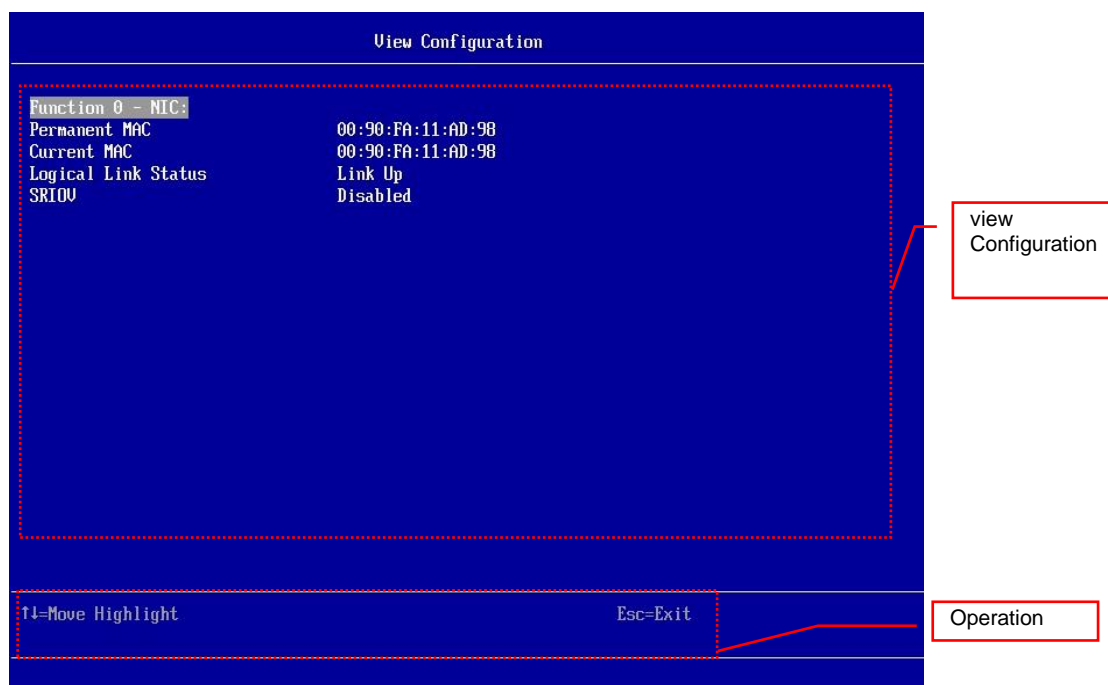 View Configuration
Function 0 - NIC:
Permanent MAC 00:90:FA:11:AD:98
Current MAC 00:90:FA:11:AD:98
Logical Link Status Link Up
SRIOV Disabled
view
Configuration
↑↓=Move Highlight Esc=Exit
Operation